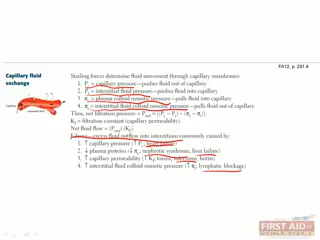 FA12, p. 291.4
Capillary fluid exchange
Starling forces determine fluid movement through capillary membranes:
1. Pc = capillary pressure—pushes fluid out of capillary
2. Pi = interstitial fluid pressure—pushes fluid into capillary
3. πc = plasma colloid osmotic pressure—pulls fluid into capillary
4. πi = interstitial fluid colloid osmotic pressure—pulls fluid out of capillary
Thus, net filtration pressure = Pnet = [(Pc − Pi) − (πc − πi)].
Kf = filtration constant (capillary permeability).
Net fluid flow = (Pnet) (Kf).
Edema—excess fluid outflow into interstitium commonly caused by:
1. ↑ capillary pressure (↑ Pc; heart failure)
2. ↓ plasma proteins (↓ πc; nephrotic syndrome, liver failure)
3. ↑ capillary permeability (↑ Kf; toxins, infections, burns)
4. ↑ interstitial fluid colloid osmotic pressure (↑ πi; lymphatic blockage)
FIRST AID